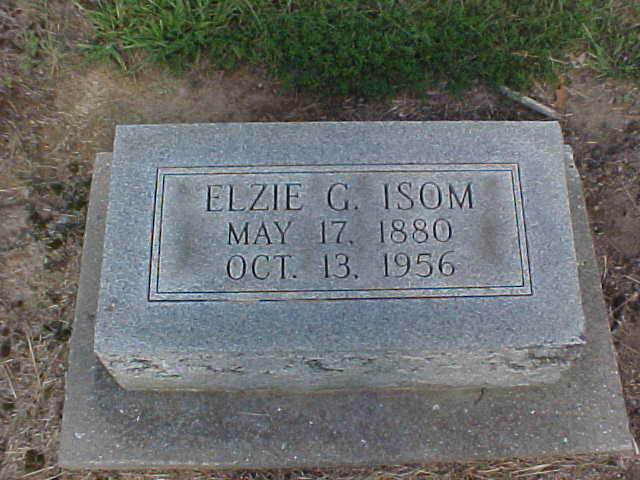 ELZIE G. ISOM
MAY 17, 1880
OCT. 13, 1956